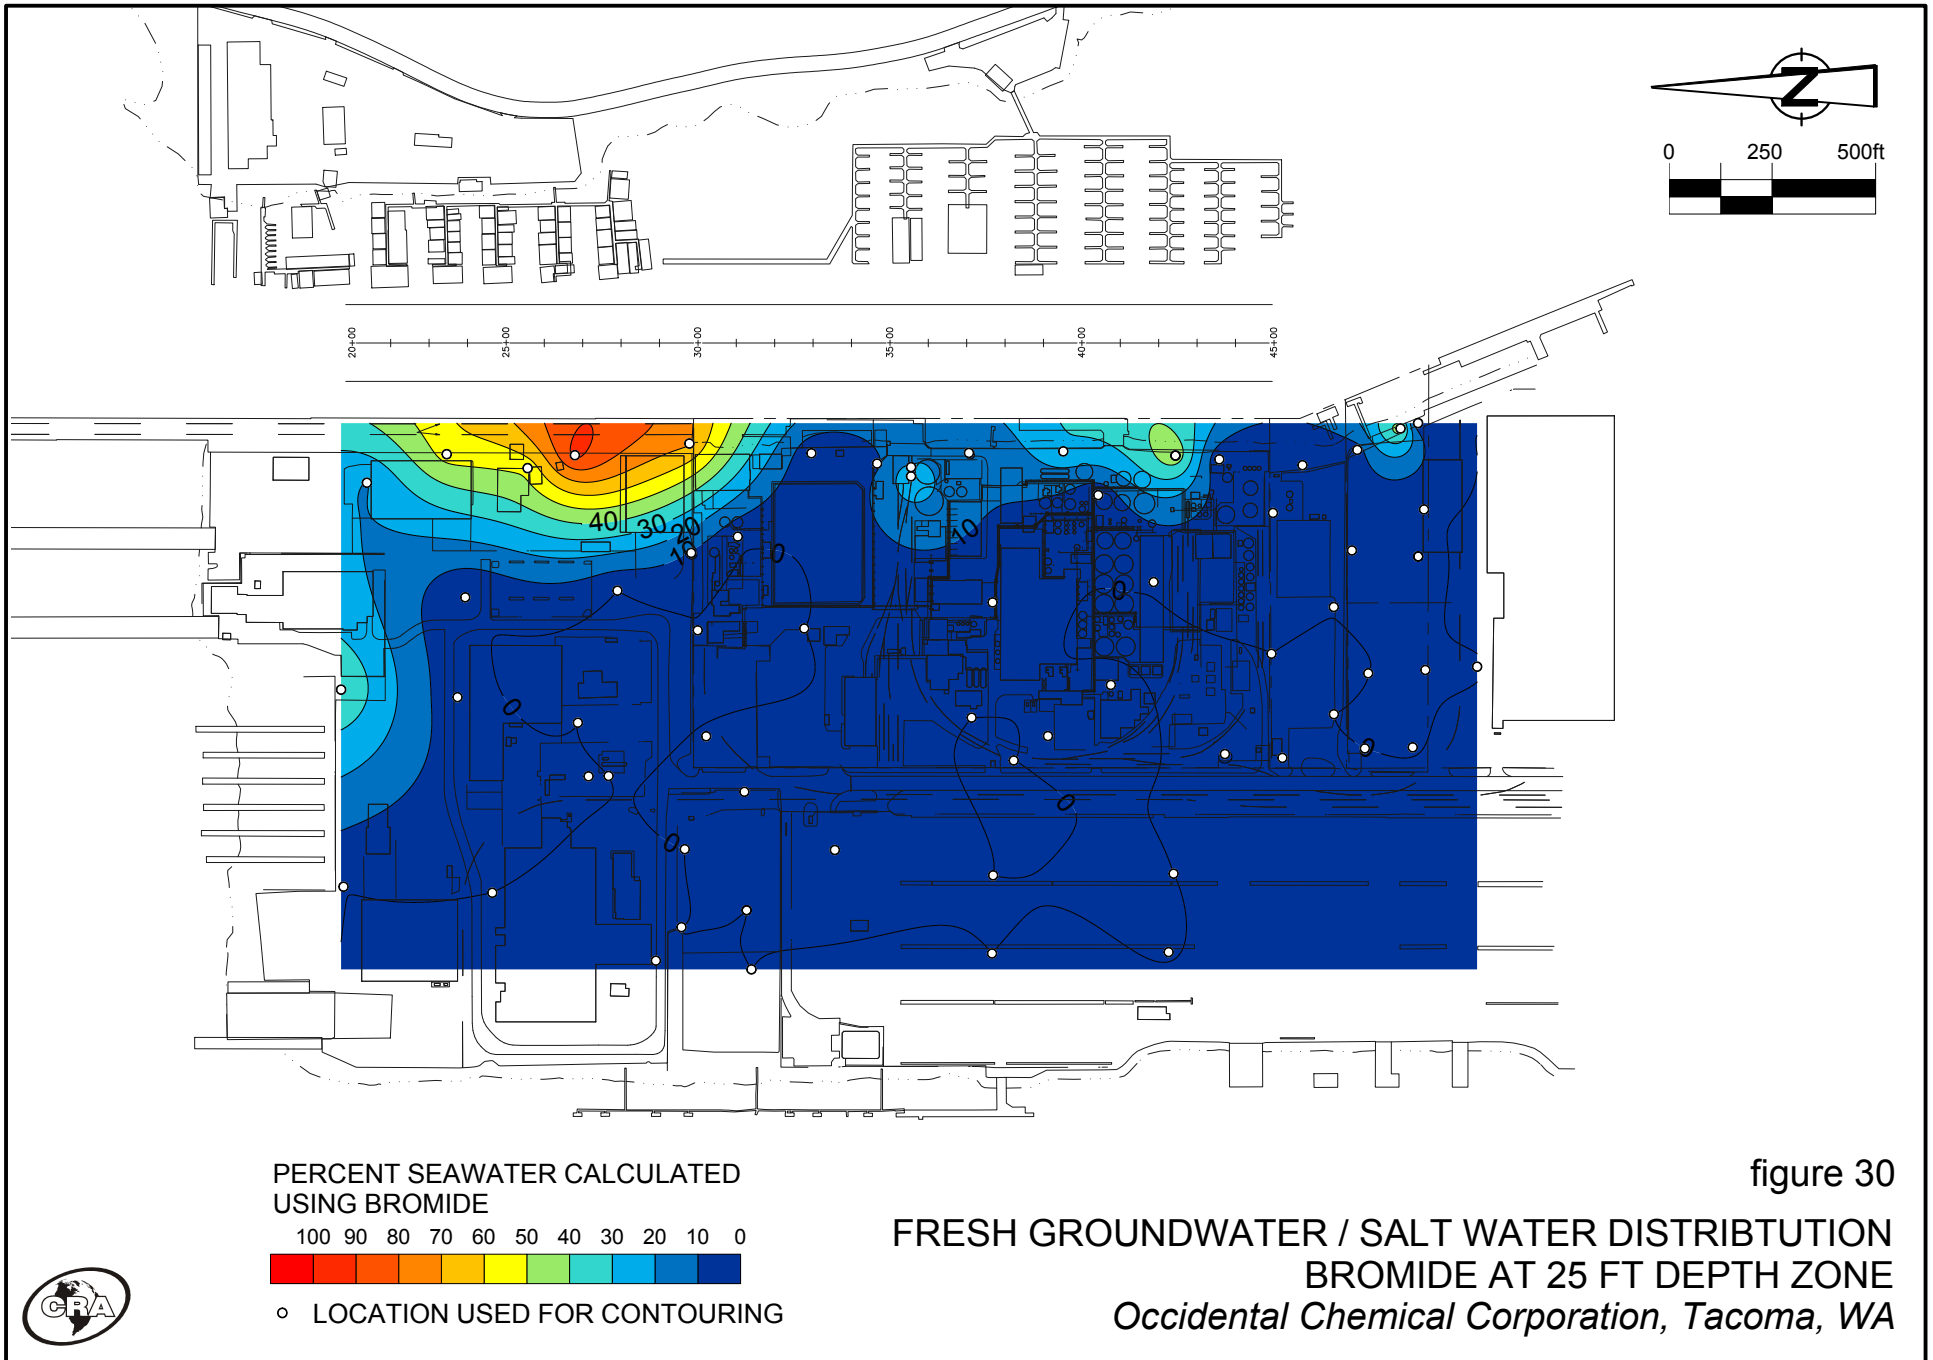 N
0 250 500ft
20+00 25+00 30+00 35+00 40+00 45+00
40 30 20 10
10
0
0
0
0
0
0
PERCENT SEAWATER CALCULATED
USING BROMIDE
100 90 80 70 60 50 40 30 20 10 0
LOCATION USED FOR CONTOURING
CRA
figure 30
FRESH GROUNDWATER / SALT WATER DISTRIBTUTION
BROMIDE AT 25 FT DEPTH ZONE
Occidental Chemical Corporation, Tacoma, WA